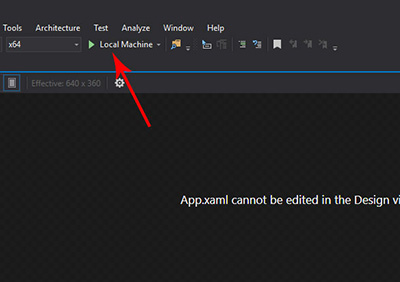 Tools Architecture Test Analyze Window Help
x64 Local Machine
Effective: 640 x 360
App.xaml cannot be edited in the Design vi